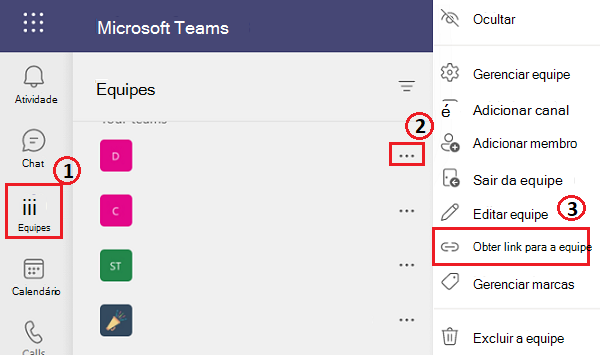 Microsoft Teams
Atividade
Chat
iii
Equipes
Calendário
Calls
1
Equipes
Your teams
2
D
...
C
...
ST
...
...
Ocultar
Gerenciar equipe
é
Adicionar canal
Adicionar membro
Sair da equipe
Editar equipe
3
Obter link para a equipe
Gerenciar marcas
Excluir a equipe